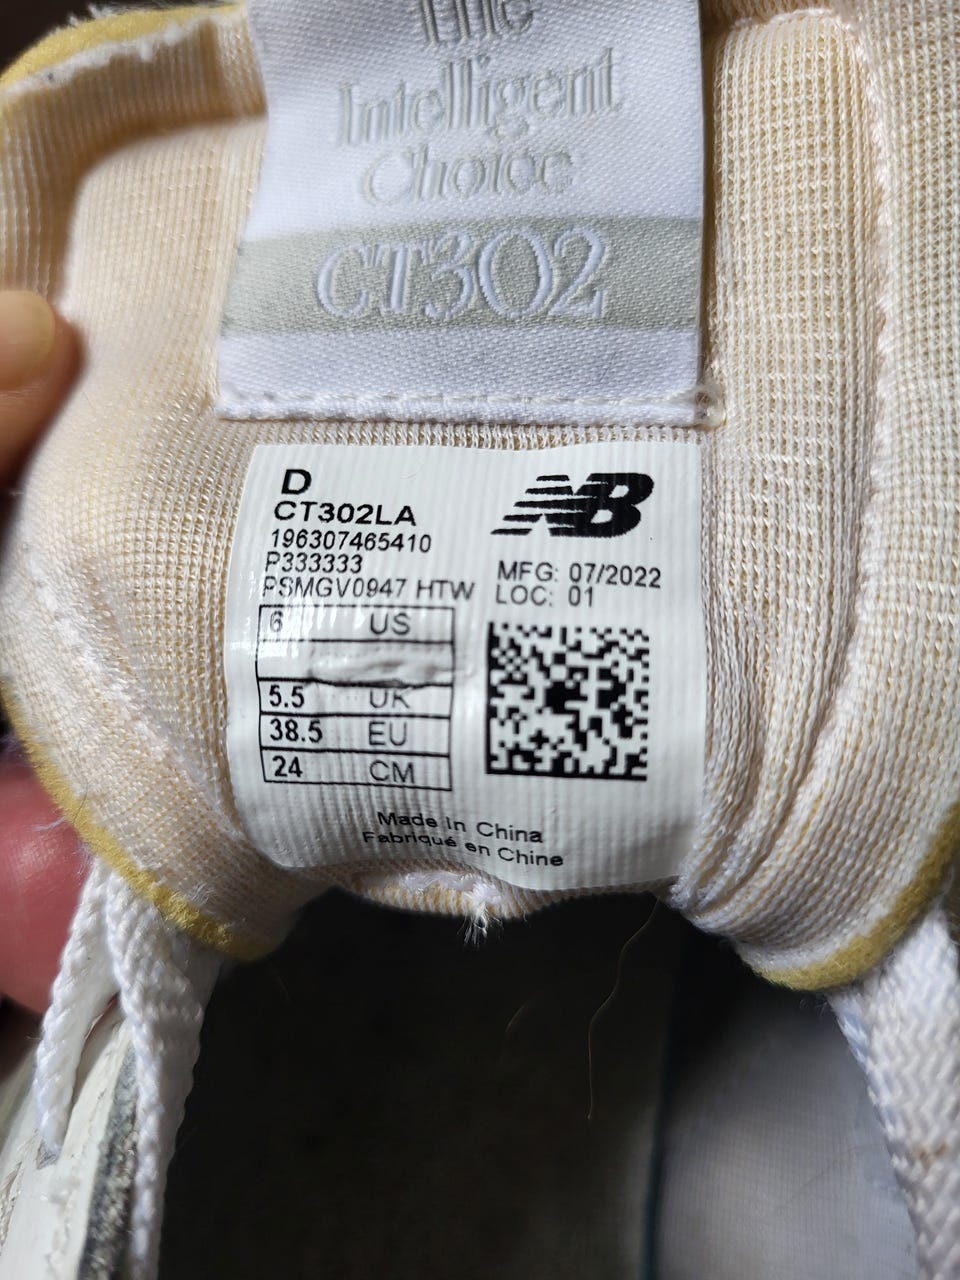 The
Intelligent
Choice
CT302
D
CT302LA
196307465410
P333333
PSMGV0947 HTW
NB
MFG: 07/2022
LOC: 01
6 US
5.5 UK
38.5 EU
24 CM
Made In China
Fabriqué en Chine